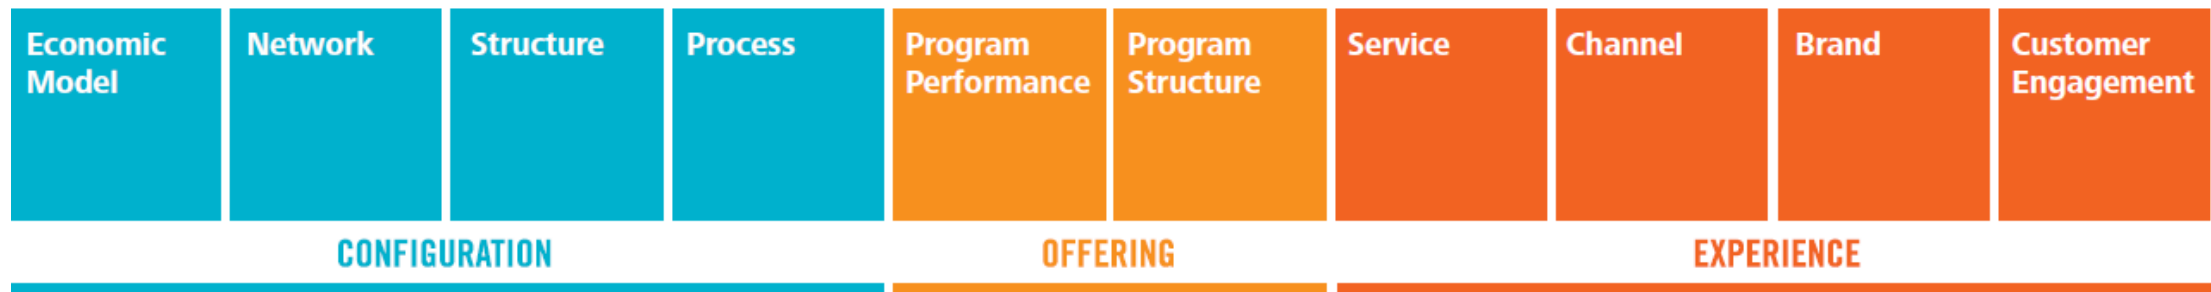 Economic
Model
Network
Structure
Process
Program
Performance
Program
Structure
Service
Channel
Brand
Customer
Engagement
CONFIGURATION
OFFERING
EXPERIENCE